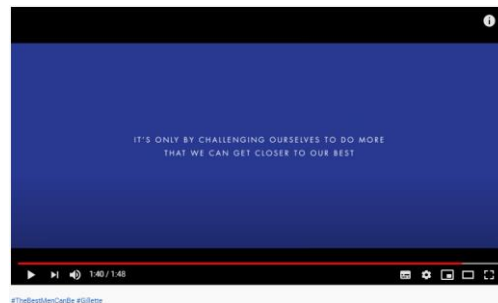 IT'S ONLY BY CHALLENGING OURSELVES TO DO MORE
THAT WE CAN GET CLOSER TO OUR BEST
1:40 / 1:48
#TheBestMenCanBe #Gillette